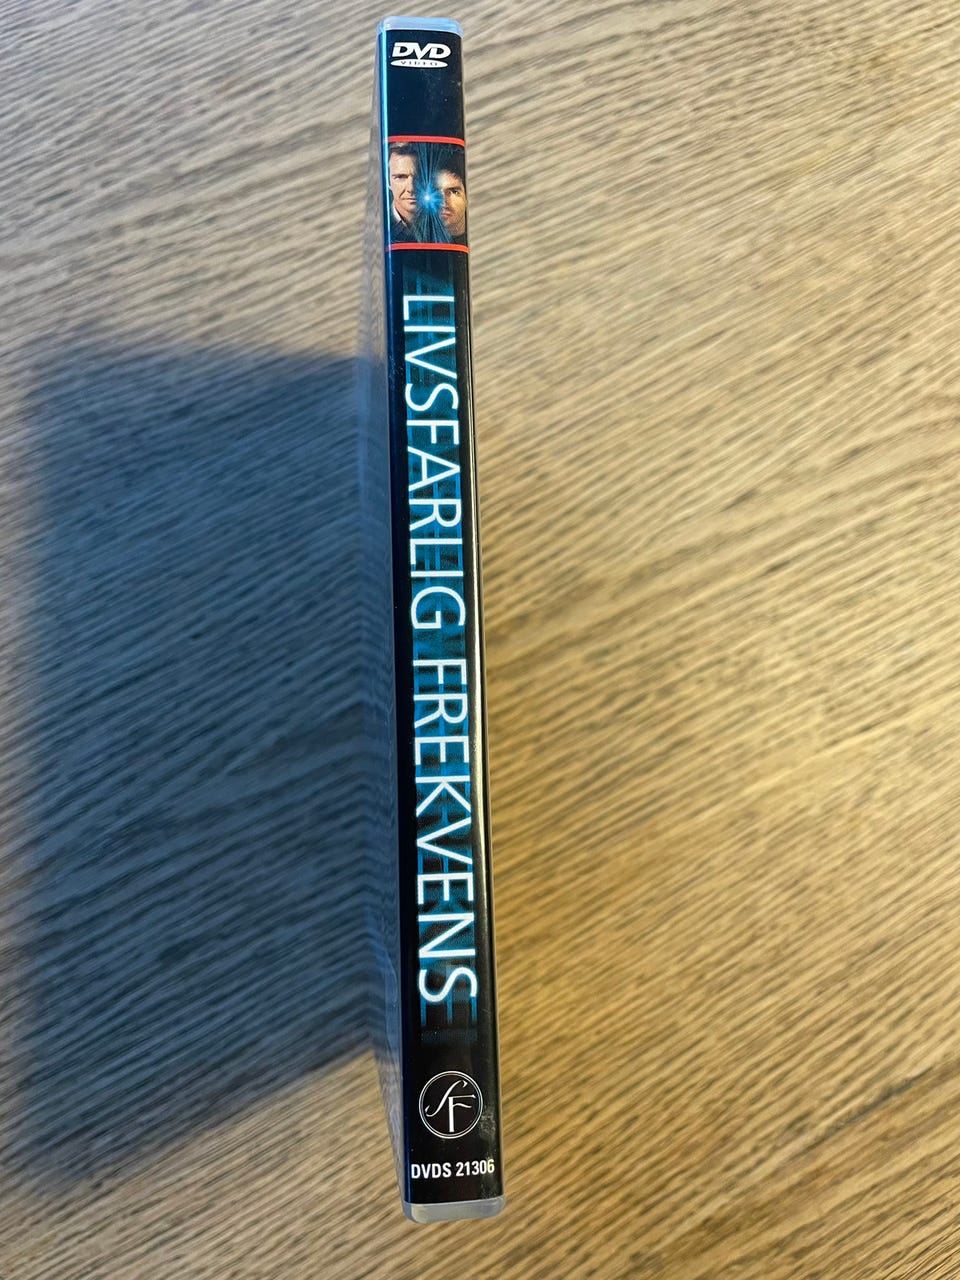 DVD
VIDEO
LIVSFARLIG FREKVENS
SF
DVDS 21306